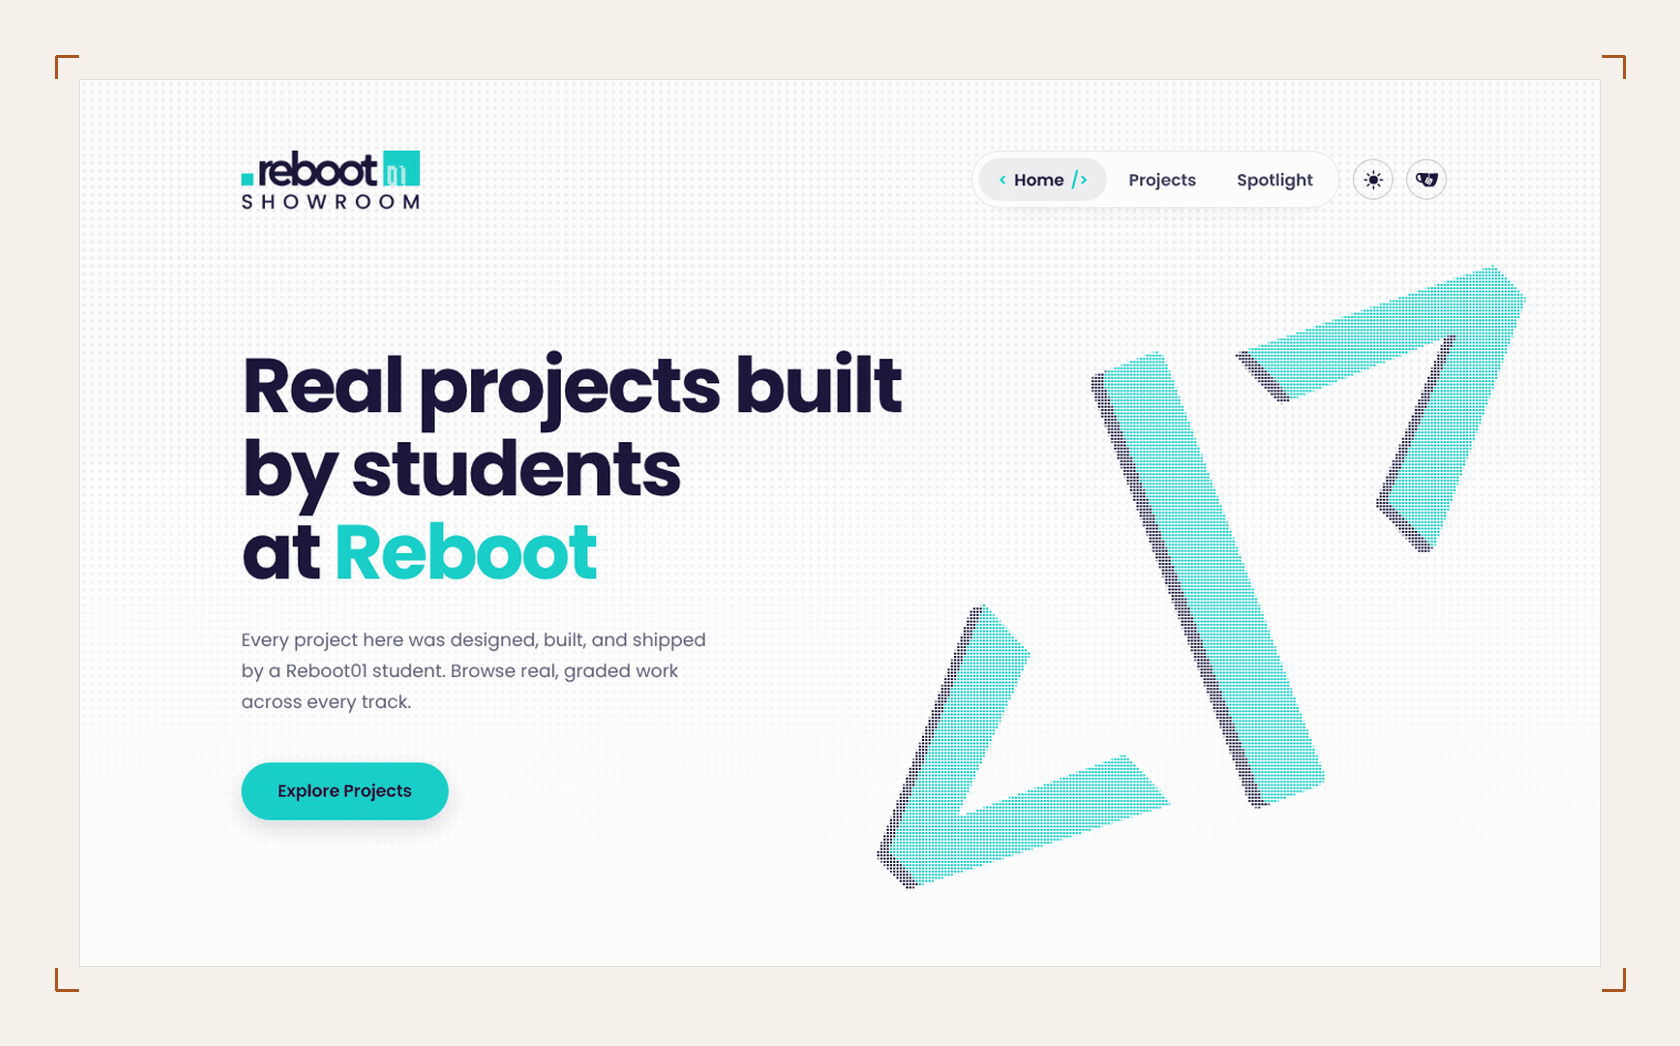 .reboot 01
SHOWROOM
< Home /> Projects Spotlight
Real projects built
by students
at Reboot
Every project here was designed, built, and shipped
by a Reboot01 student. Browse real, graded work
across every track.
Explore Projects